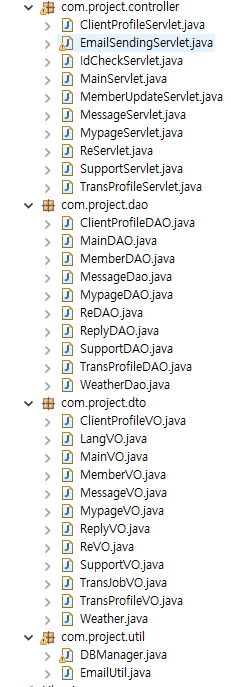 com.project.controller
ClientProfileServlet.java
EmailSendingServlet.java
IdCheckServlet.java
MainServlet.java
MemberUpdateServlet.java
MessageServlet.java
MypageServlet.java
ReServlet.java
SupportServlet.java
TransProfileServlet.java
com.project.dao
ClientProfileDAO.java
MainDAO.java
MemberDAO.java
MessageDao.java
MypageDAO.java
ReDAO.java
ReplyDAO.java
SupportDAO.java
TransProfileDAO.java
WeatherDao.java
com.project.dto
ClientProfileVO.java
LangVO.java
MainVO.java
MemberVO.java
MessageVO.java
MypageVO.java
ReplyVO.java
ReVO.java
SupportVO.java
TransJobVO.java
TransProfileVO.java
Weather.java
com.project.util
DBManager.java
EmailUtil.java